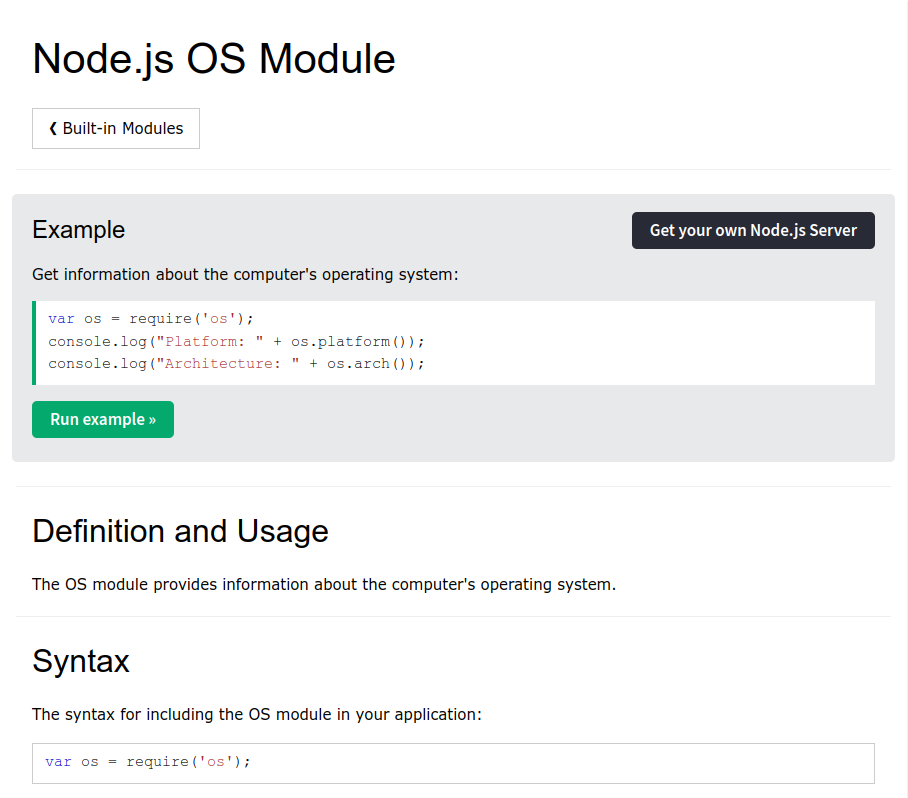 Node.js OS Module
❮ Built-in Modules
Example
Get your own Node.js Server
Get information about the computer's operating system:
var os = require('os');
console.log("Platform: " + os.platform());
console.log("Architecture: " + os.arch());
Run example »
Definition and Usage
The OS module provides information about the computer's operating system.
Syntax
The syntax for including the OS module in your application:
var os = require('os');